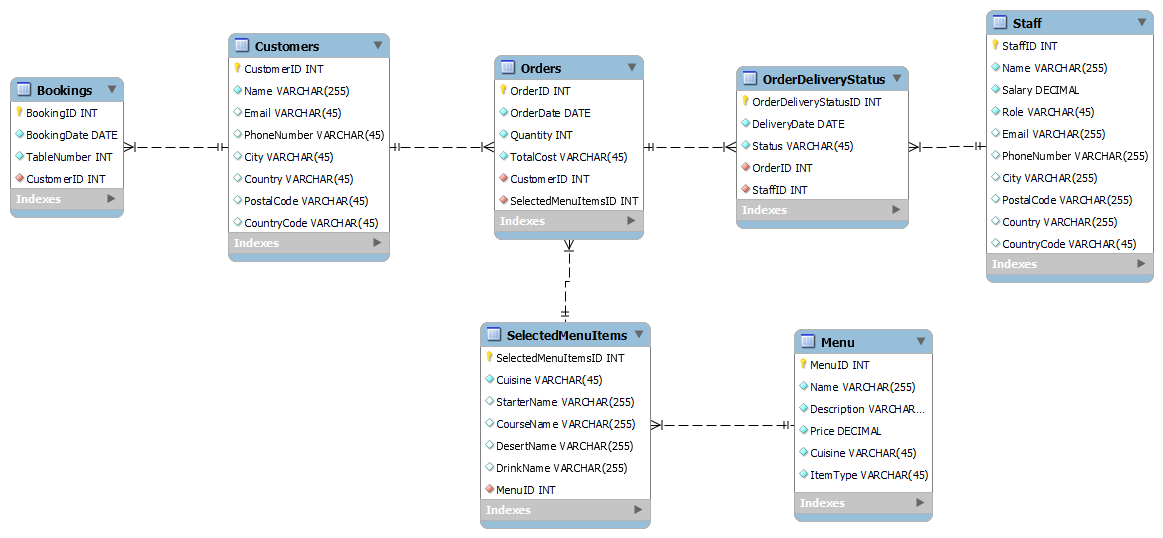 Bookings
BookingID INT
BookingDate DATE
TableNumber INT
CustomerID INT
Indexes
Customers
CustomerID INT
Name VARCHAR(255)
Email VARCHAR(45)
PhoneNumber VARCHAR(45)
City VARCHAR(45)
Country VARCHAR(45)
PostalCode VARCHAR(45)
CountryCode VARCHAR(45)
Indexes
Orders
OrderID INT
OrderDate DATE
Quantity INT
TotalCost VARCHAR(45)
CustomerID INT
SelectedMenuItemsID INT
Indexes
OrderDeliveryStatus
OrderDeliveryStatusID INT
DeliveryDate DATE
Status VARCHAR(45)
OrderID INT
StaffID INT
Indexes
Staff
StaffID INT
Name VARCHAR(255)
Salary DECIMAL
Role VARCHAR(45)
Email VARCHAR(255)
PhoneNumber VARCHAR(255)
City VARCHAR(255)
PostalCode VARCHAR(255)
Country VARCHAR(255)
CountryCode VARCHAR(45)
Indexes
SelectedMenuItems
SelectedMenuItemsID INT
Cuisine VARCHAR(45)
StarterName VARCHAR(255)
CourseName VARCHAR(255)
DesertName VARCHAR(255)
DrinkName VARCHAR(255)
MenuID INT
Indexes
Menu
MenuID INT
Name VARCHAR(255)
Description VARCHAR...
Price DECIMAL
Cuisine VARCHAR(45)
ItemType VARCHAR(45)
Indexes